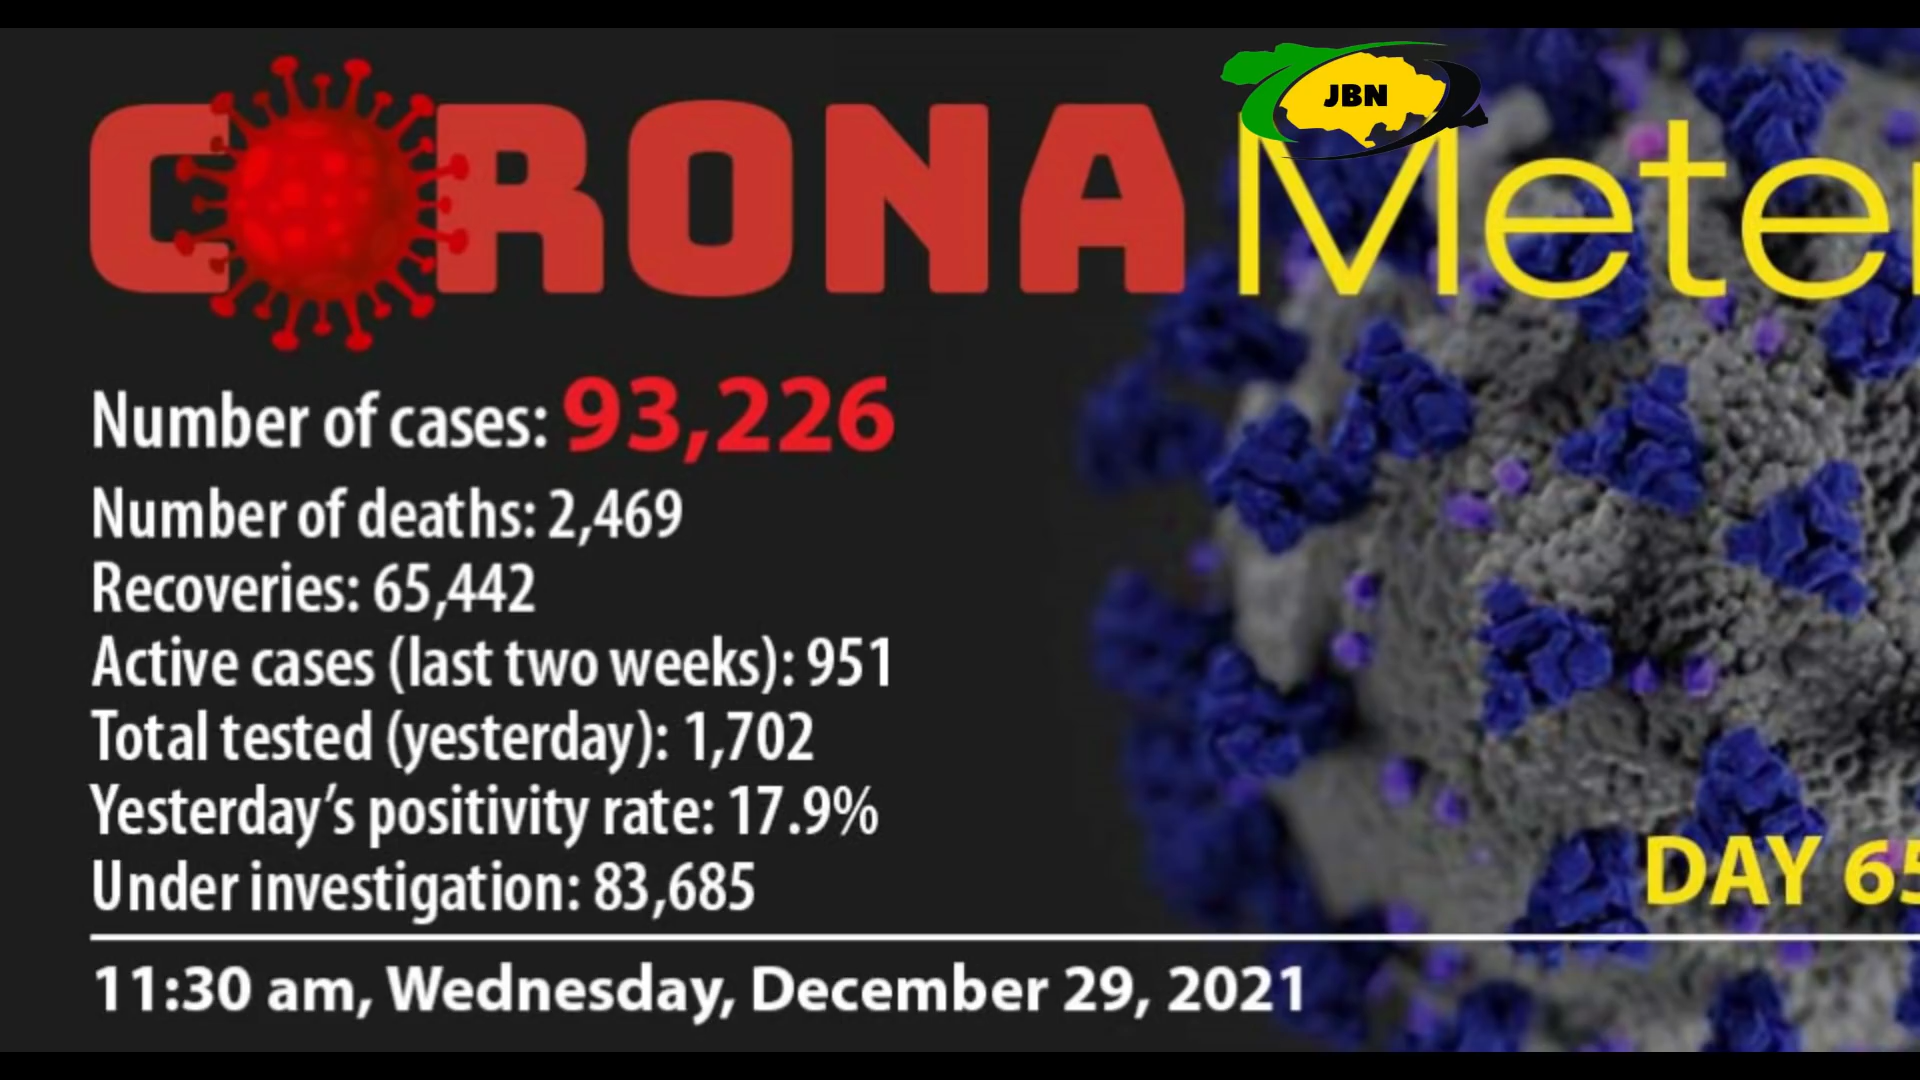 JBN
CORONA Meter
Number of cases: 93,226
Number of deaths: 2,469
Recoveries: 65,442
Active cases (last two weeks): 951
Total tested (yesterday): 1,702
Yesterday's positivity rate: 17.9%
Under investigation: 83,685
DAY 65
11:30 am, Wednesday, December 29, 2021